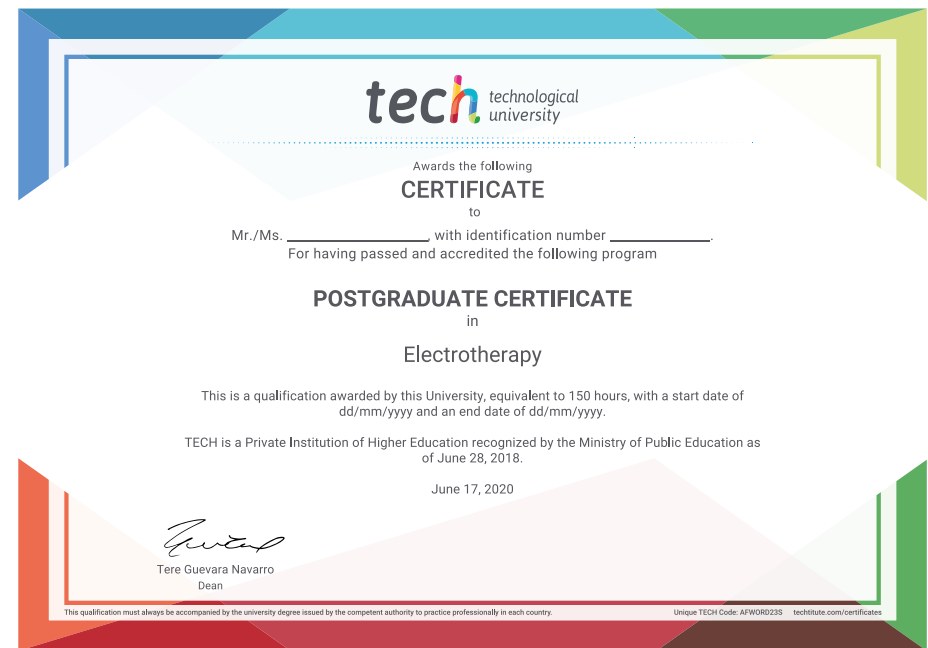 tech technological
university
Awards the following
CERTIFICATE
to
Mr./Ms. ________________, with identification number ____________.
For having passed and accredited the following program
POSTGRADUATE CERTIFICATE
in
Electrotherapy
This is a qualification awarded by this University, equivalent to 150 hours, with a start date of
dd/mm/yyyy and an end date of dd/mm/yyyy.
TECH is a Private Institution of Higher Education recognized by the Ministry of Public Education as
of June 28, 2018.
June 17, 2020
Tere Guevara Navarro
Dean
This qualification must always be accompanied by the university degree issued by the competent authority to practice professionally in each country.
Unique TECH Code: AFWORD23S techtitute.com/certificates